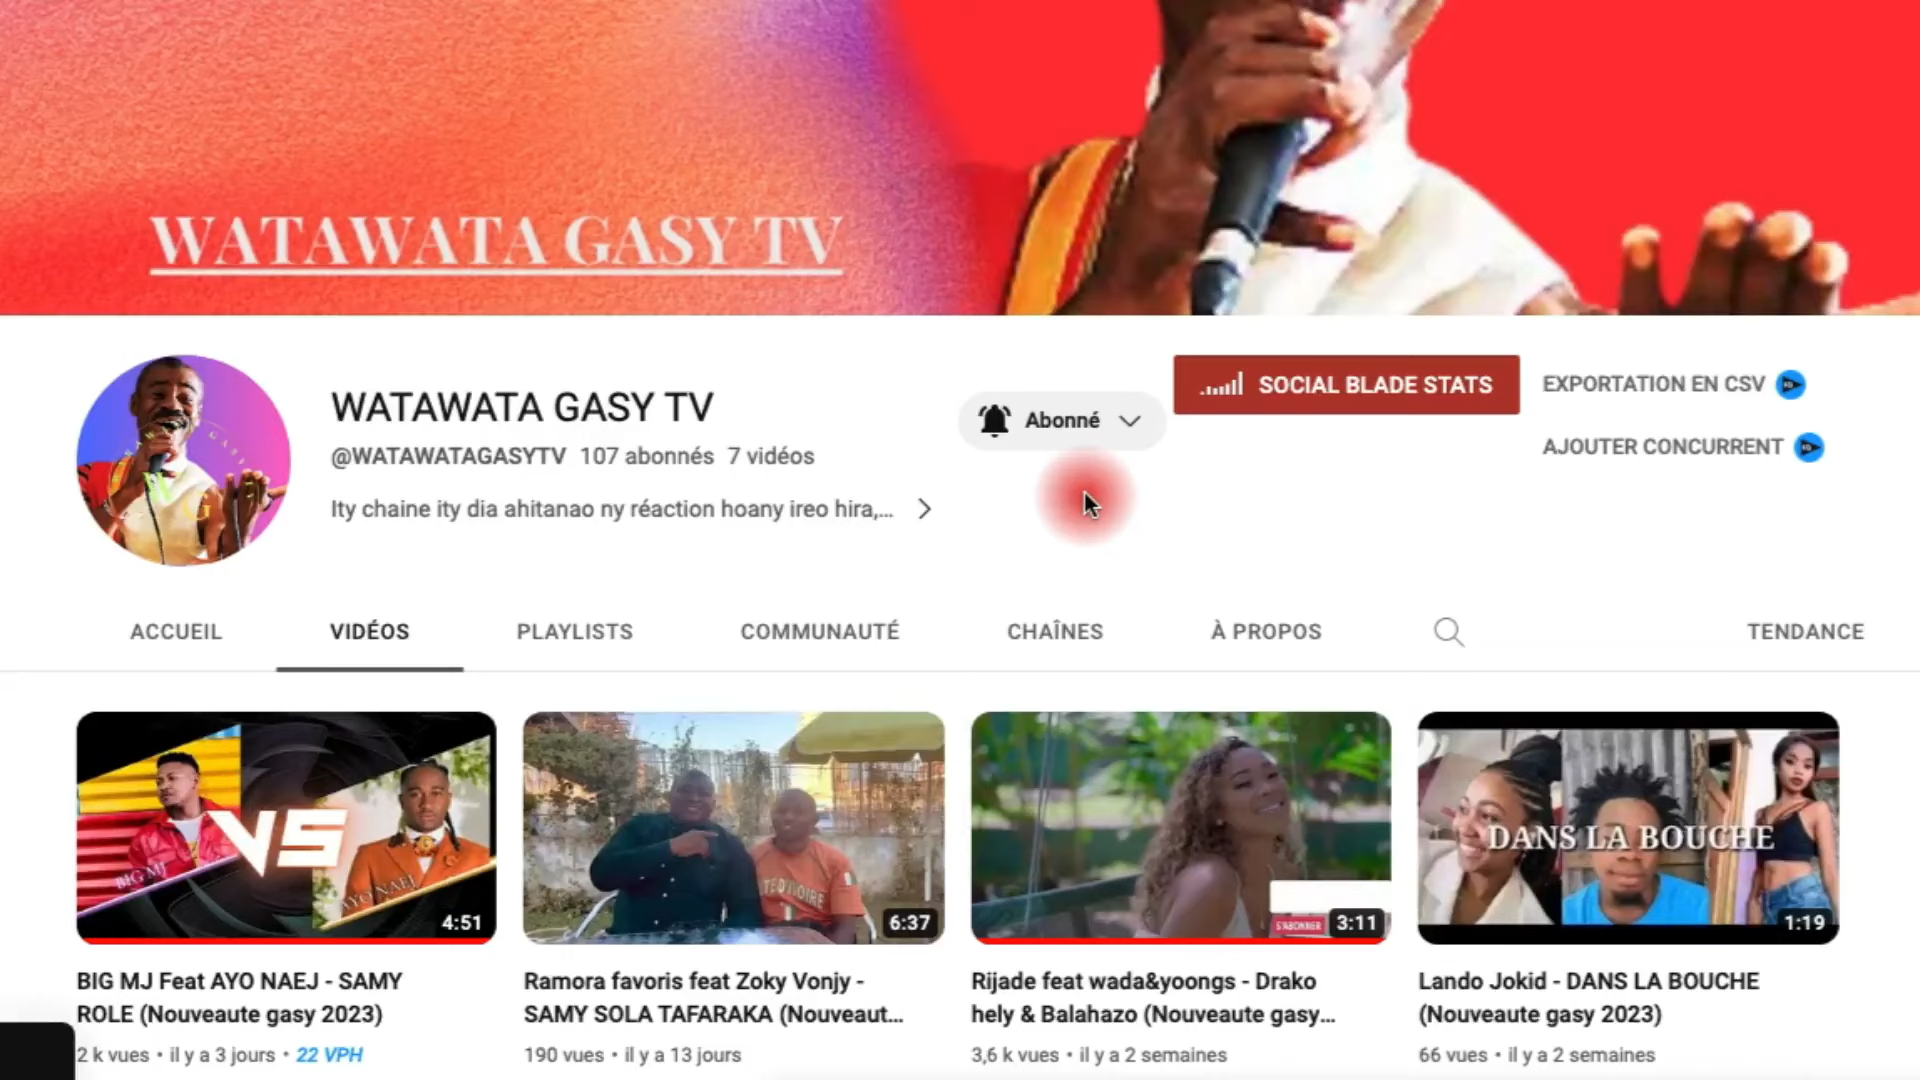 WATAWATA GASY TV
WATAWATA GASY TV
@WATAWATAGASYTV 107 abonnés 7 vidéos
Ity chaine ity dia ahitanao ny réaction hoany ireo hira,...
Abonné
SOCIAL BLADE STATS
EXPORTATION EN CSV
AJOUTER CONCURRENT
ACCUEIL VIDÉOS PLAYLISTS COMMUNAUTÉ CHAÎNES À PROPOS TENDANCE
BIG MJ
VS
AYO NAEJ
4:51
6:37
S'ABONNER
3:11
DANS LA BOUCHE
1:19
BIG MJ Feat AYO NAEJ - SAMY
ROLE (Nouveaute gasy 2023)
2 k vues • il y a 3 jours • 22 VPH
Ramora favoris feat Zoky Vonjy -
SAMY SOLA TAFARAKA (Nouveaut...
190 vues • il y a 13 jours
Rijade feat wada&yoongs - Drako
hely & Balahazo (Nouveaute gasy...
3,6 k vues • il y a 2 semaines
Lando Jokid - DANS LA BOUCHE
(Nouveaute gasy 2023)
66 vues • il y a 2 semaines